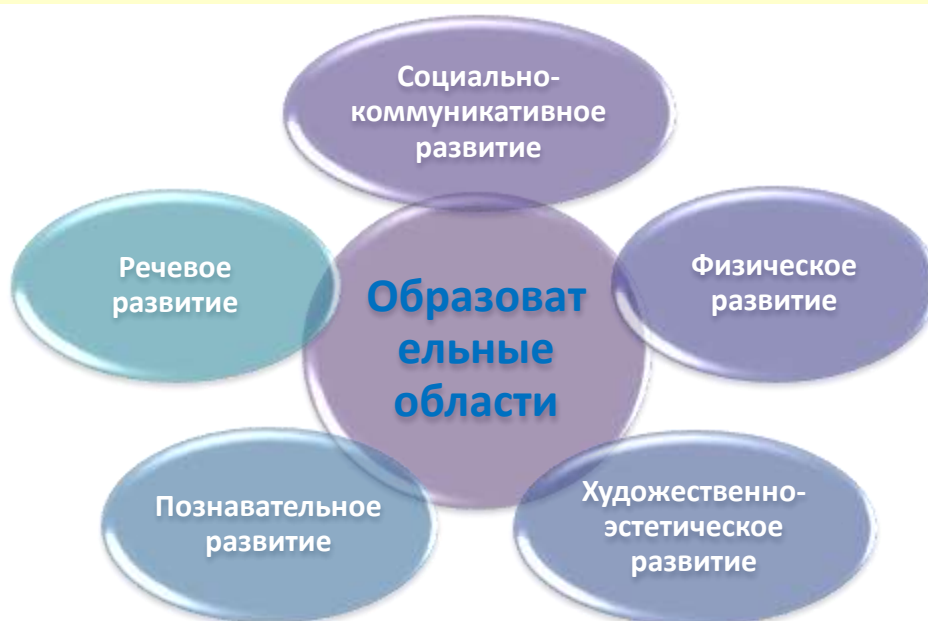 Социально-
коммуникативное
развитие
Речевое
развитие
Физическое
развитие
Образоват
ельные
области
Познавательное
развитие
Художественно-
эстетическое
развитие